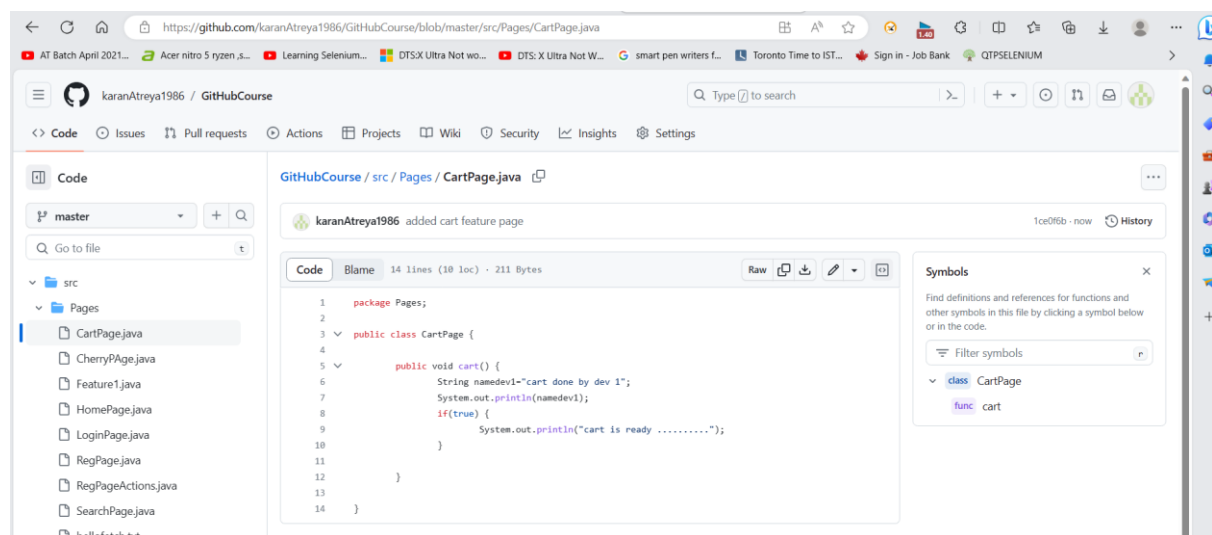 https://github.com/karanAtreya1986/GitHubCourse/blob/master/src/Pages/CartPage.java
1.40
AT Batch April 2021... Acer nitro 5 ryzen ,s... Learning Selenium... DTS:X Ultra Not wo... DTS: X Ultra Not W... smart pen writers f... Toronto Time to IST... Sign in - Job Bank QTPSELENIUM
karanAtreya1986 / GitHubCourse Type / to search
Code Issues Pull requests Actions Projects Wiki Security Insights Settings
Code
GitHubCourse / src / Pages / CartPage.java
master
karanAtreya1986 added cart feature page 1ce0f6b · now History
Go to file t
Code Blame 14 lines (10 loc) · 211 Bytes Raw
Symbols
src
Pages
CartPage.java
CherryPAge.java
Feature1.java
HomePage.java
LoginPage.java
RegPage.java
RegPageActions.java
SearchPage.java
hellofetch.txt
1 package Pages;
2
3 public class CartPage {
4
5 public void cart() {
6 String namedev1="cart done by dev 1";
7 System.out.println(namedev1);
8 if(true) {
9 System.out.println("cart is ready ..........");
10 }
11
12 }
13
14 }
Find definitions and references for functions and
other symbols in this file by clicking a symbol below
or in the code.
Filter symbols r
class CartPage
func cart